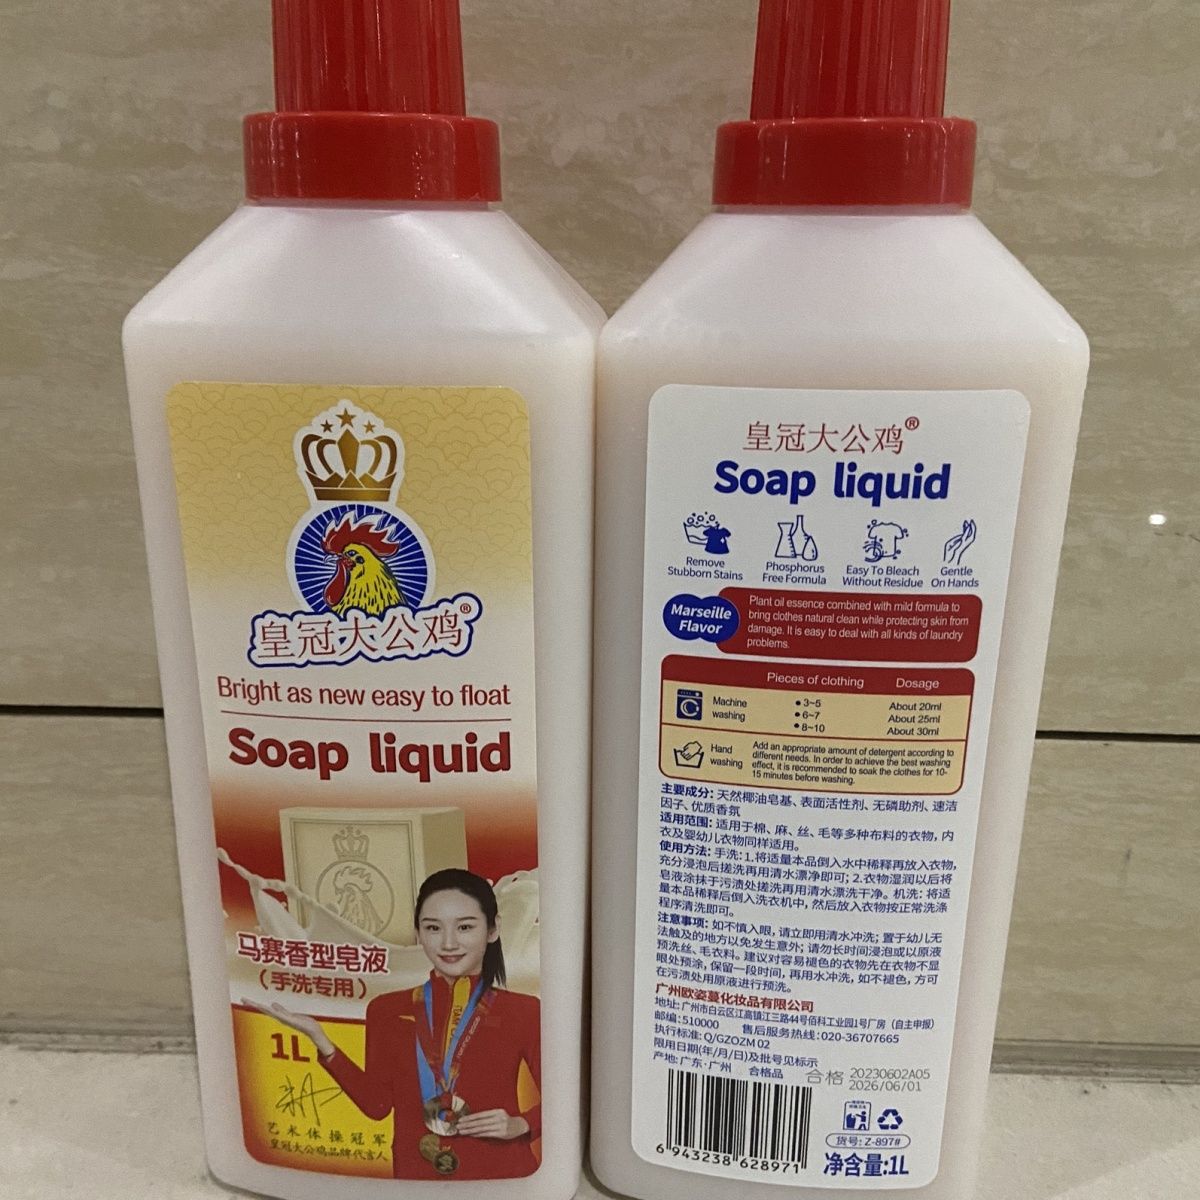 皇冠大公鸡®
Bright as new easy to float
Soap liquid
马赛香型皂液
(手洗专用)
1L
艺术体操冠军
皇冠大公鸡品牌代言人
皇冠大公鸡®
Soap liquid
Remove
Stubborn Stains
Phosphorus
Free Formula
Easy To Bleach
Without Residue
Gentle
On Hands
Marseille
Flavor
Plant oil essence combined with mild formula to
bring clothes natural clean while protecting skin from
damage. It is easy to deal with all kinds of laundry
problems.
Pieces of clothing Dosage
Machine
washing
3~5 About 20ml
6~7 About 25ml
8~10 About 30ml
Hand
washing
Add an appropriate amount of detergent according to
different needs. In order to achieve the best washing
effect, it is recommended to soak the clothes for 10-
15 minutes before washing.
主要成分: 天然椰油皂基、表面活性剂、无磷助剂、速洁
因子、优质香氛
适用范围: 适用于棉、麻、丝、毛等多种布料的衣物, 内
衣及婴幼儿衣物同样适用。
使用方法: 手洗: 1.将适量本品倒入水中稀释再放入衣物,
充分浸泡后搓洗再用清水漂净即可; 2.衣物湿润以后将
皂液涂抹于污渍处搓洗再用清水漂洗干净。机洗: 将适
量本品稀释后倒入洗衣机中, 然后放入衣物按正常洗涤
程序清洗即可。
注意事项: 如不慎入眼, 请立即用清水冲洗; 置于幼儿无
法触及的地方以免发生意外; 请勿长时间浸泡或以原液
预洗丝、毛衣料。建议对容易褪色的衣物先在衣物不显
眼处预涂, 保留一段时间, 再用水冲洗, 如不褪色, 方可
在污渍处用原液进行预洗。
广州欧姿蔓化妆品有限公司
地址: 广州市白云区江高镇江三路44号佰科工业园1号厂房 (自主申报)
邮编: 510000 售后服务热线: 020-36707665
执行标准: Q/GZOZM 02
限用日期(年/月/日)及批号见标示
产地: 广东·广州 合格品
合格 20230602A05
2026/06/01
6 943238 628971
货号: Z-897#
净含量:1L